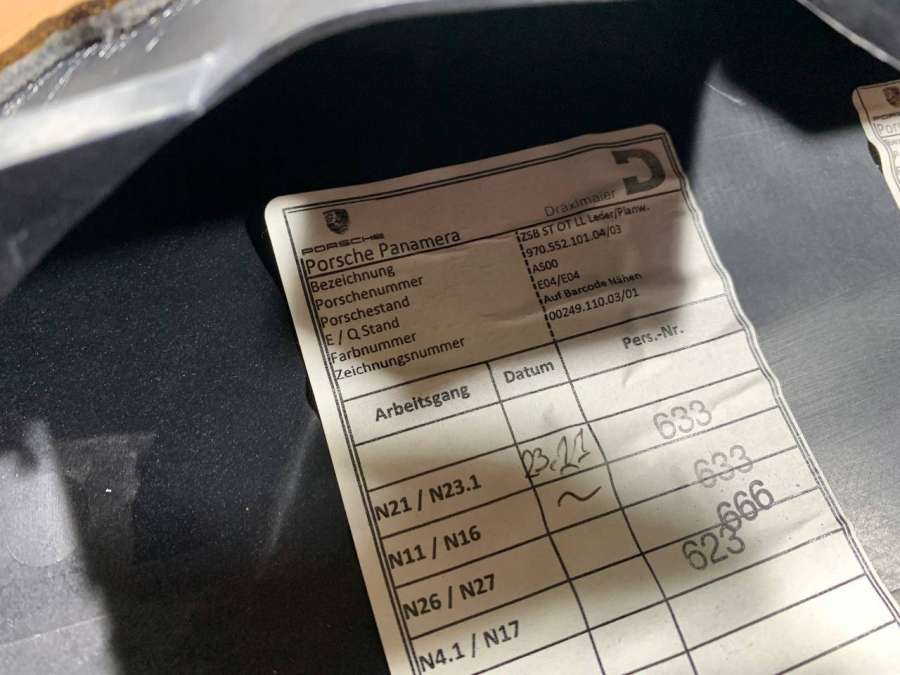 PORSCHE
Draxlmaier
Porsche Panamera
Bezeichnung ZSB ST OT LL Leder/Planw.
Porschenummer 970.552.101.04/03
Porschestand A500
E / Q Stand E04/E04
Farbnummer Auf Barcode Nähen
Zeichnungsnummer 00249.110.03/01
Arbeitsgang Datum Pers.-Nr.
N21 / N23.1 633
N11 / N16 633
N26 / N27 666
623
N4.1 / N17